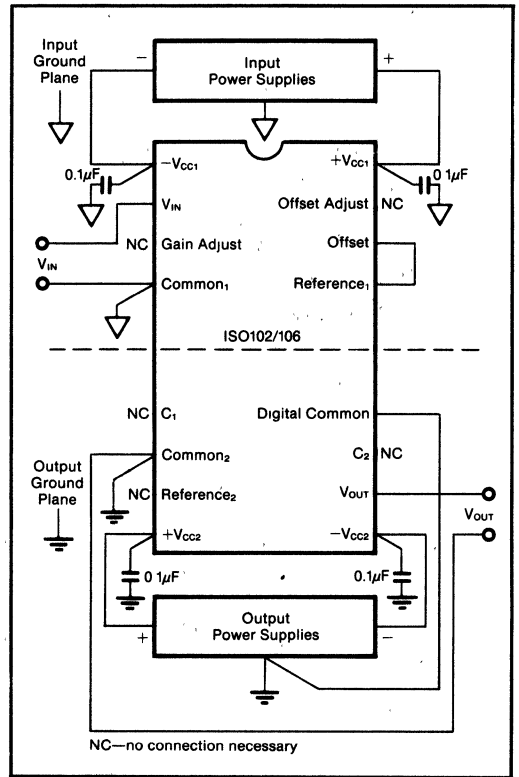 Input
Ground
Plane
−
Input
Power Supplies
+
0.1µF
−VCC1
+VCC1
0 1µF
VIN
Offset Adjust
NC
NC
Gain Adjust
Offset
VIN
Common1
Reference1
ISO102/106
NC
C1
Digital Common
Output
Ground
Plane
Common2
C2
NC
NC
Reference2
VOUT
VOUT
+VCC2
−VCC2
0 1µF
0.1µF
+
Output
Power Supplies
−
NC—no connection necessary